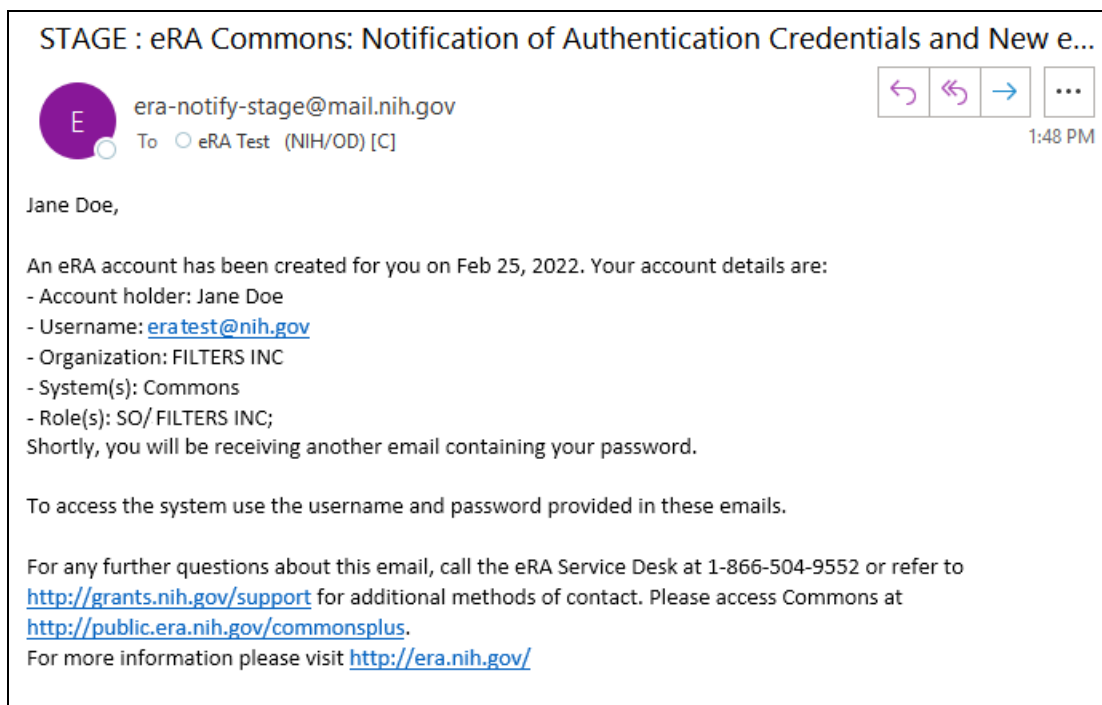 STAGE : eRA Commons: Notification of Authentication Credentials and New e...
E
era-notify-stage@mail.nih.gov
To eRA Test (NIH/OD) [C]
1:48 PM
Jane Doe,
An eRA account has been created for you on Feb 25, 2022. Your account details are:
- Account holder: Jane Doe
- Username: eratest@nih.gov
- Organization: FILTERS INC
- System(s): Commons
- Role(s): SO/ FILTERS INC;
Shortly, you will be receiving another email containing your password.
To access the system use the username and password provided in these emails.
For any further questions about this email, call the eRA Service Desk at 1-866-504-9552 or refer to
http://grants.nih.gov/support for additional methods of contact. Please access Commons at
http://public.era.nih.gov/commonsplus.
For more information please visit http://era.nih.gov/